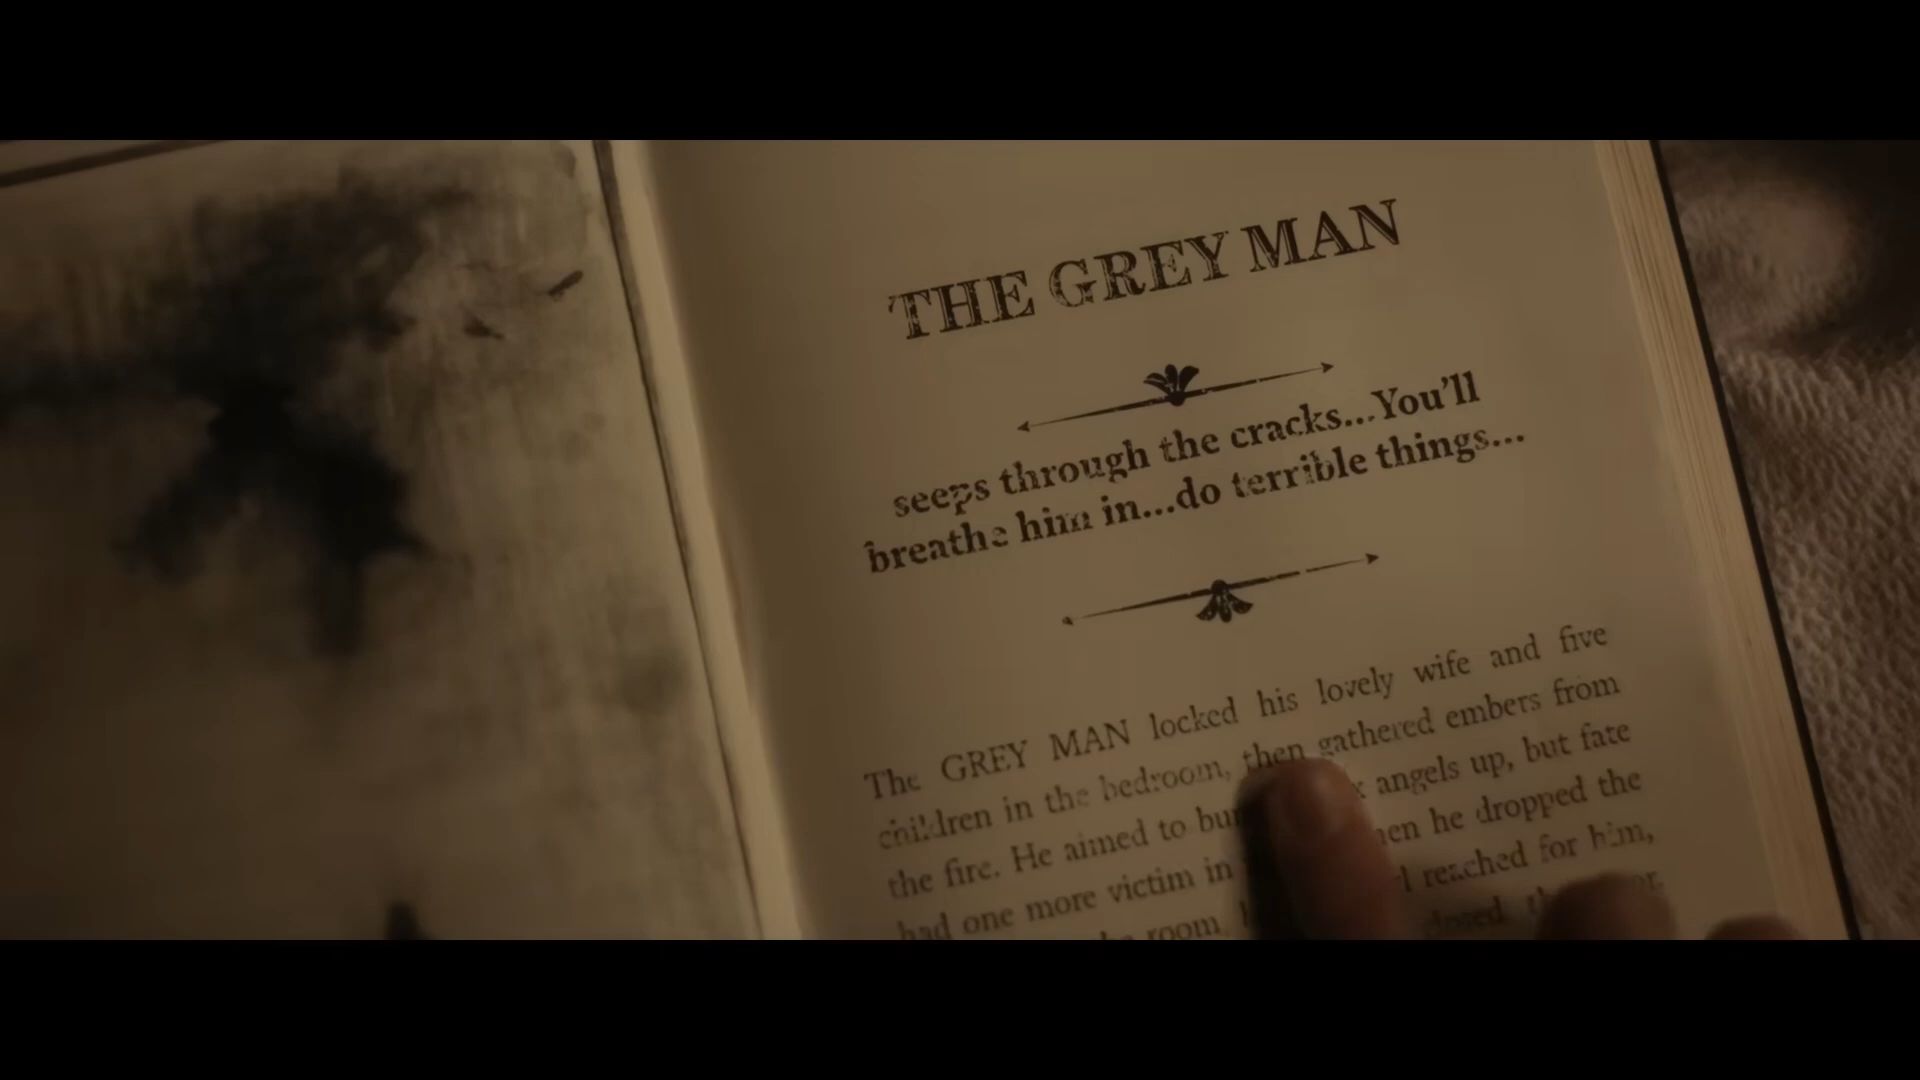 THE GREY MAN
seeps through the cracks...You'll
breathe him in...do terrible things...
The GREY MAN locked his lovely wife and five
children in the bedroom, then gathered embers from
the fire. He aimed to angels up, but fate
had one more victim in he dropped the
room, reached for him,
closed